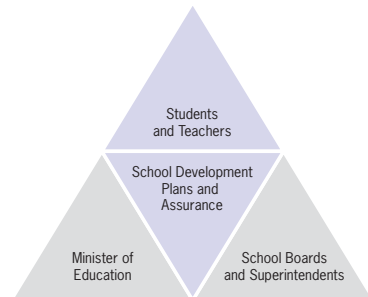 Students
and Teachers
School Development
Plans and
Assurance
Minister of
Education
School Boards
and Superintendents